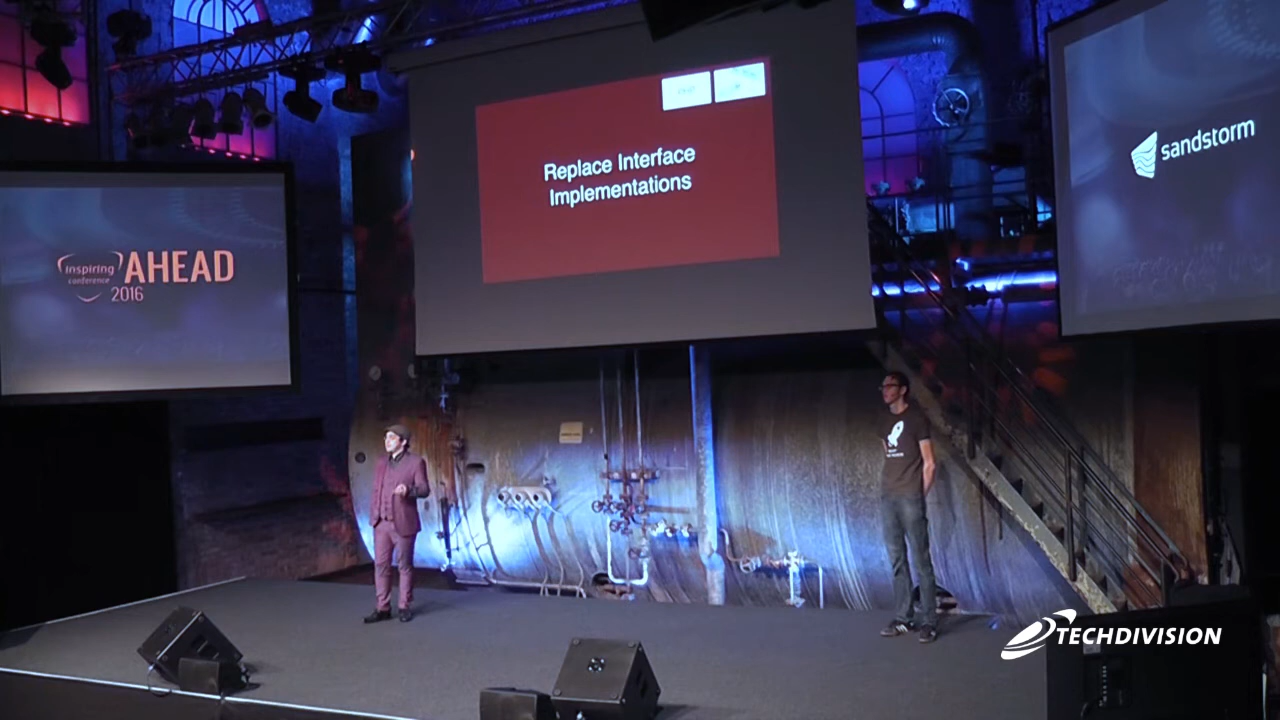 Replace Interface
Implementations
inspiring
conference
AHEAD
2016
sandstorm
TECHDIVISION